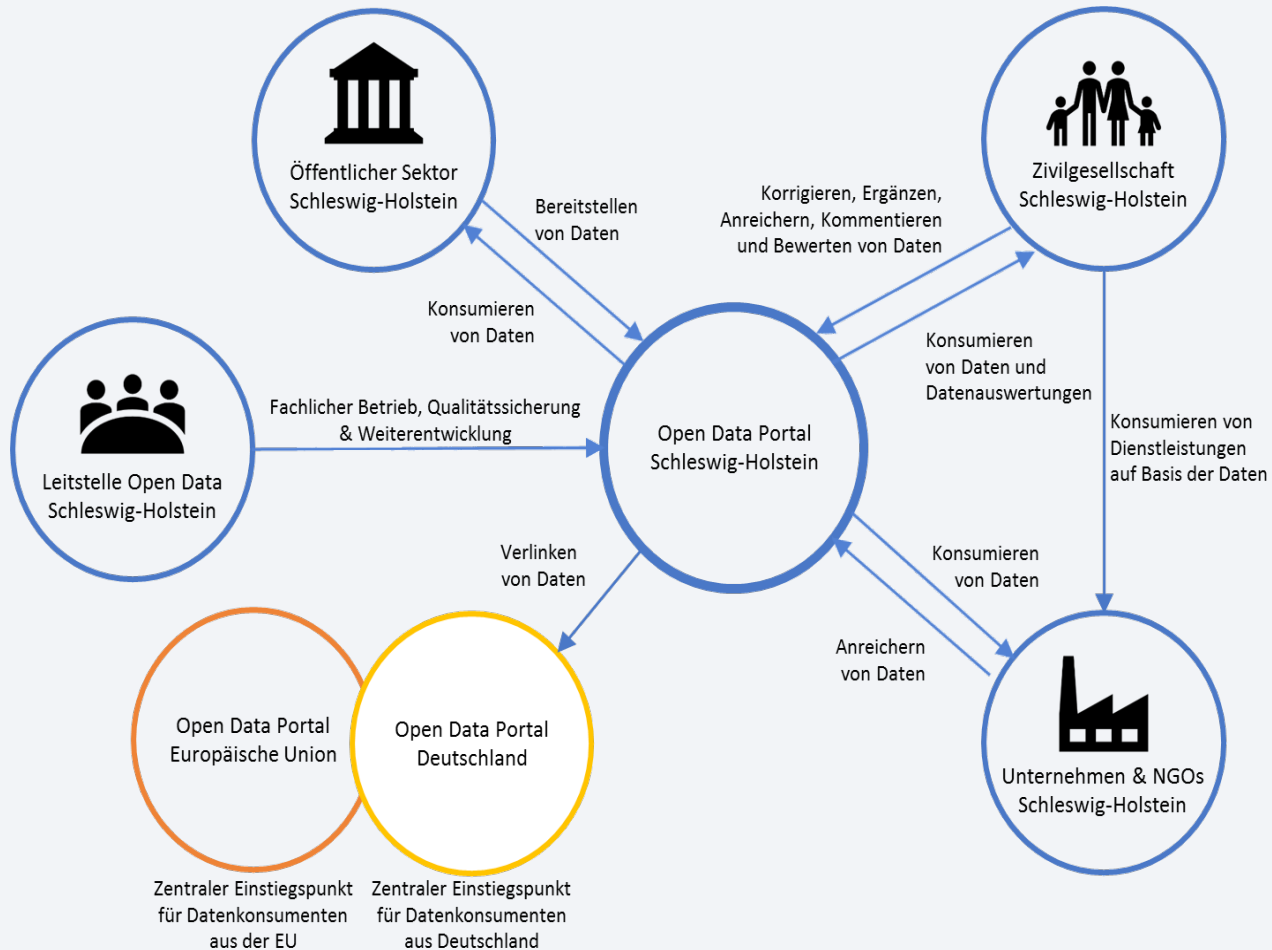 Öffentlicher Sektor
Schleswig-Holstein
Zivilgesellschaft
Schleswig-Holstein
Bereitstellen
von Daten
Korrigieren, Ergänzen,
Anreichern, Kommentieren
und Bewerten von Daten
Konsumieren
von Daten
Konsumieren
von Daten und
Datenauswertungen
Fachlicher Betrieb, Qualitätssicherung
& Weiterentwicklung
Leitstelle Open Data
Schleswig-Holstein
Open Data Portal
Schleswig-Holstein
Konsumieren von
Dienstleistungen
auf Basis der Daten
Verlinken
von Daten
Konsumieren
von Daten
Anreichern
von Daten
Open Data Portal
Europäische Union
Open Data Portal
Deutschland
Unternehmen & NGOs
Schleswig-Holstein
Zentraler Einstiegspunkt
für Datenkonsumenten
aus der EU
Zentraler Einstiegspunkt
für Datenkonsumenten
aus Deutschland